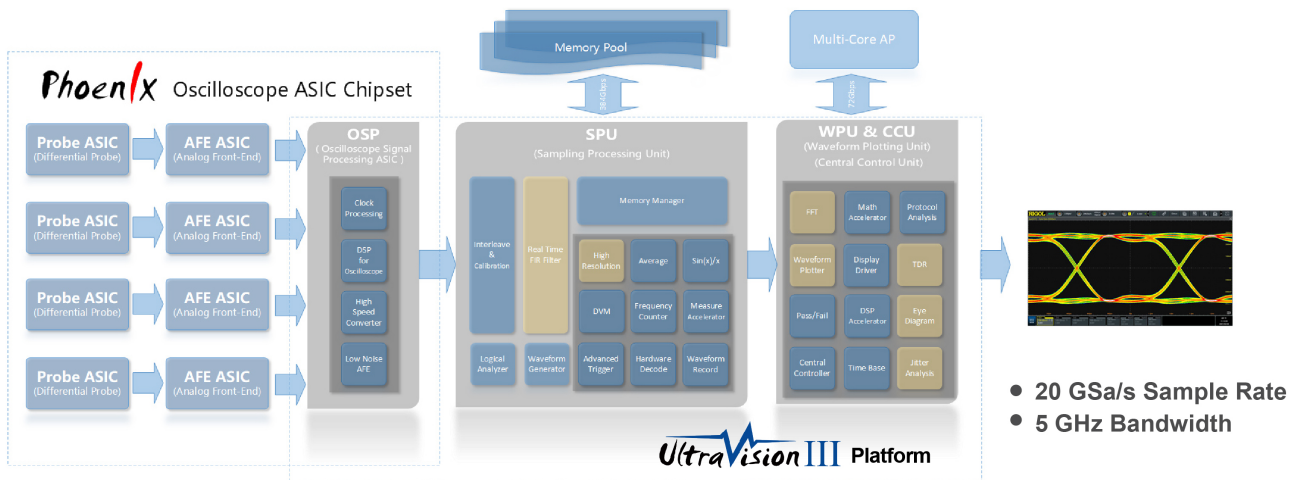 Memory Pool
Multi-Core AP
384Gbps
72Gbps
PhoenIx Oscilloscope ASIC Chipset
Probe ASIC
(Differential Probe)
AFE ASIC
(Analog Front-End)
Probe ASIC
(Differential Probe)
AFE ASIC
(Analog Front-End)
Probe ASIC
(Differential Probe)
AFE ASIC
(Analog Front-End)
Probe ASIC
(Differential Probe)
AFE ASIC
(Analog Front-End)
OSP
( Oscilloscope Signal
Processing ASIC )
Clock
Processing
DSP
for
Oscilloscope
High
Speed
Converter
Low Noise
AFE
SPU
(Sampling Processing Unit)
Interleave
&
Calibration
Real Time
FIR Filter
Memory Manager
High
Resolution
Average
Sin(x)/x
DVM
Frequency
Counter
Measure
Accelerator
Logical
Analyzer
Waveform
Generator
Advanced
Trigger
Hardware
Decode
Waveform
Record
WPU & CCU
(Waveform Plotting Unit)
(Central Control Unit)
FFT
Math
Accelerator
Protocol
Analysis
Waveform
Plotter
Display
Driver
TDR
Pass/Fail
DSP
Accelerator
Eye
Diagram
Central
Controller
Time Base
Jitter
Analysis
RIGOL
● 20 GSa/s Sample Rate
● 5 GHz Bandwidth
UltraVision III Platform